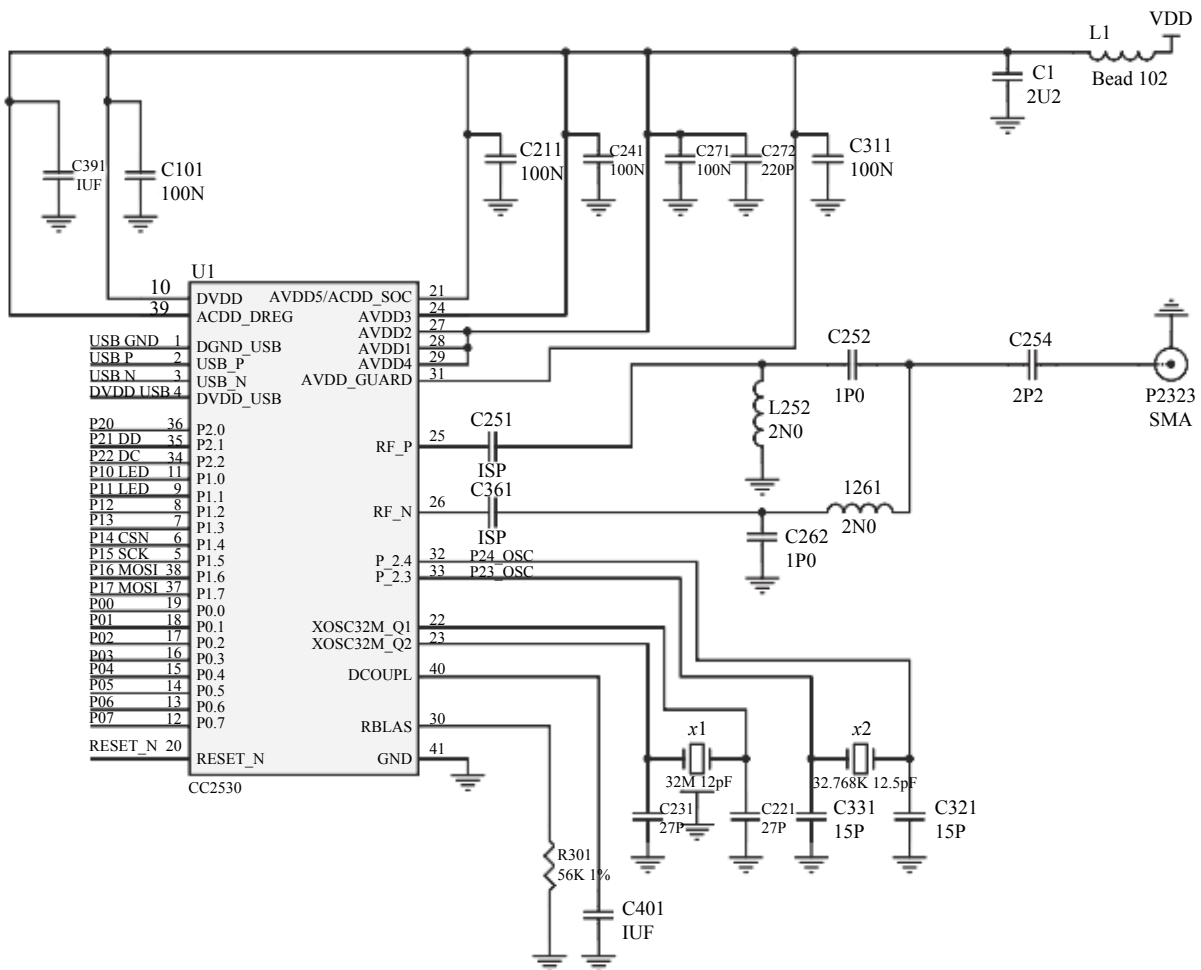 VDD
L1
Bead 102
C1
2U2
C391
IUF
C101
100N
C211
100N
C241
100N
C271
100N
C272
220P
C311
100N
U1
10 DVDD
39 ACDD_DREG
USB GND 1 DGND_USB
USB P 2 USB_P
USB N 3 USB_N
DVDD USB 4 DVDD_USB
P20 36 P2.0
P21 DD 35 P2.1
P22 DC 34 P2.2
P10 LED 11 P1.0
P11 LED 9 P1.1
P12 8 P1.2
P13 7 P1.3
P14 CSN 6 P1.4
P15 SCK 5 P1.5
P16 MOSI 38 P1.6
P17 MOSI 37 P1.7
P00 19 P0.0
P01 18 P0.1
P02 17 P0.2
P03 16 P0.3
P04 15 P0.4
P05 14 P0.5
P06 13 P0.6
P07 12 P0.7
RESET_N 20 RESET_N
AVDD5/ACDD_SOC 21
AVDD3 24
AVDD2 27
AVDD1 28
AVDD4 29
AVDD_GUARD 31
RF_P 25
RF_N 26
P_2.4 32 P24_OSC
P_2.3 33 P23_OSC
XOSC32M_Q1 22
XOSC32M_Q2 23
DCOUPL 40
RBLAS 30
GND 41
CC2530
C251
ISP
C361
ISP
C252
1P0
L252
2N0
C254
2P2
P2323
SMA
1261
2N0
C262
1P0
x1
32M 12pF
x2
32.768K 12.5pF
C231
27P
C221
27P
C331
15P
C321
15P
R301
56K 1%
C401
IUF